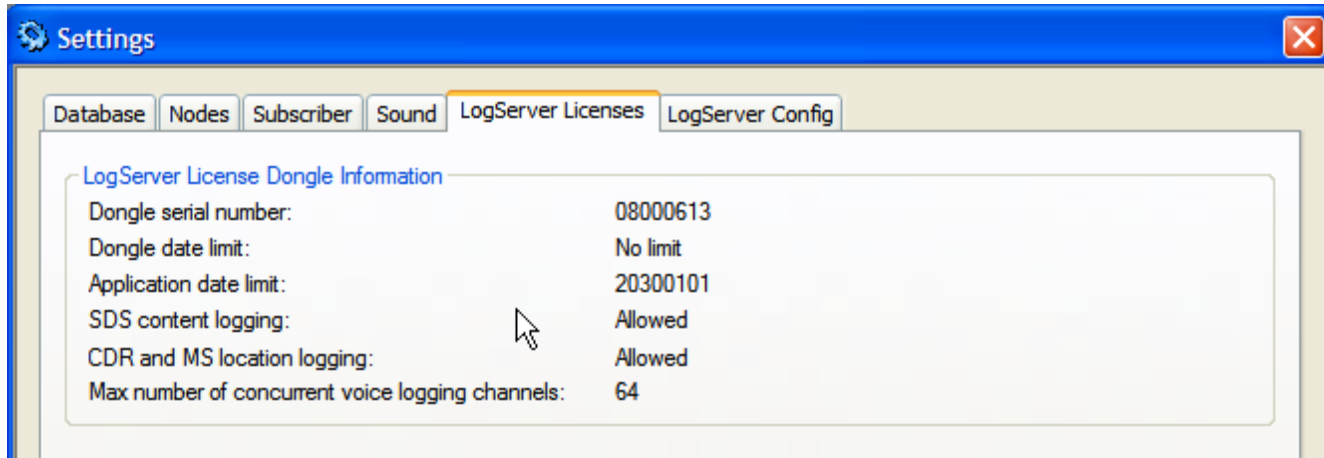 Settings
Database Nodes Subscriber Sound LogServer Licenses LogServer Config
LogServer License Dongle Information
Dongle serial number: 08000613
Dongle date limit: No limit
Application date limit: 20300101
SDS content logging: Allowed
CDR and MS location logging: Allowed
Max number of concurrent voice logging channels: 64